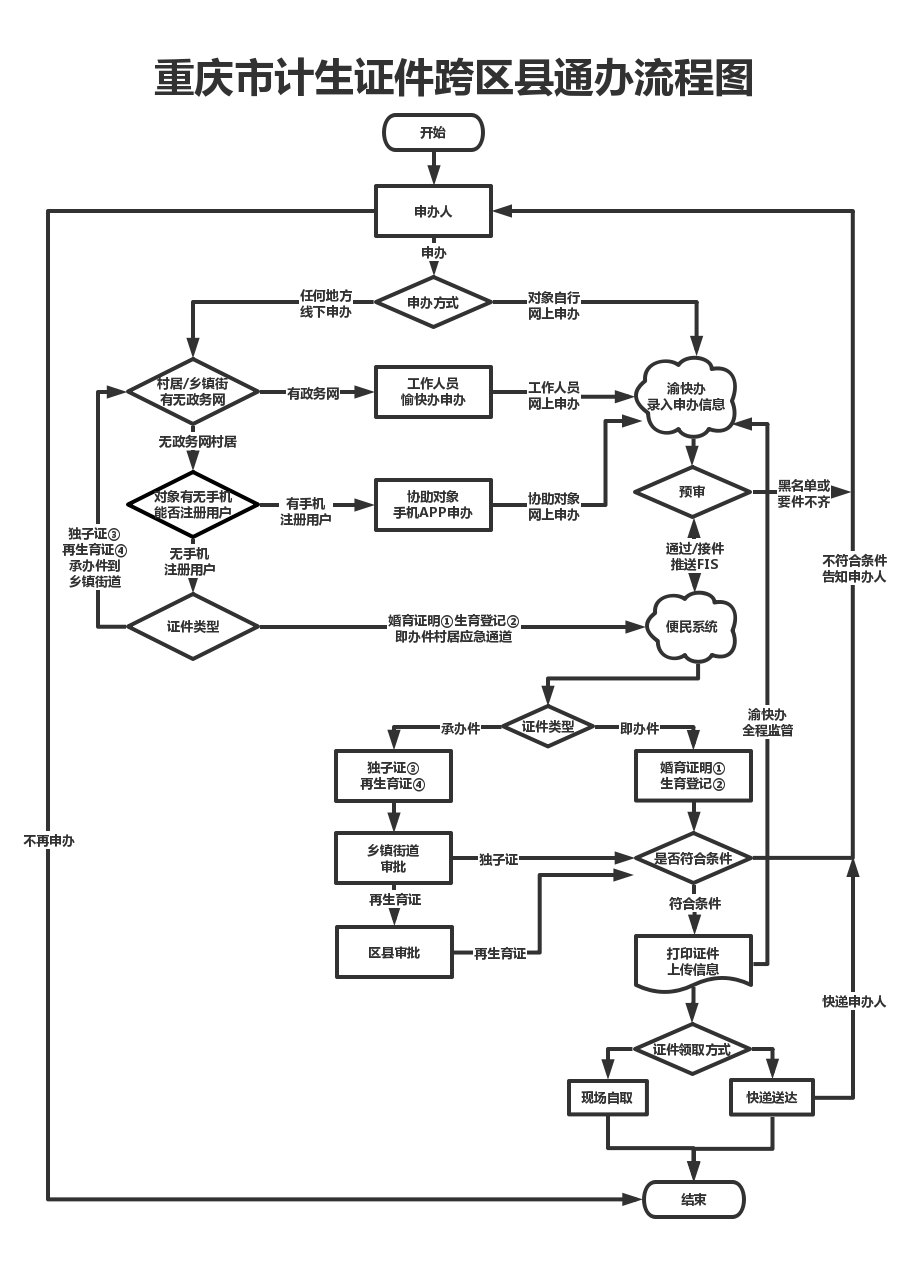 重庆市计生证件跨区县通办流程图
开始
申办人
申办
任何地方
线下申办
申办方式
对象自行
网上申办
村居/乡镇街
有无政务网
有政务网
工作人员
愉快办申办
工作人员
网上申办
渝快办
录入申办信息
无政务网村居
对象有无手机
能否注册用户
有手机
注册用户
协助对象
手机APP申办
协助对象
网上申办
预审
黑名单或
要件不齐
独子证③
再生育证④
承办件到
乡镇街道
无手机
注册用户
通过/接件
推送FIS
不符合条件
告知申办人
证件类型
婚育证明①生育登记②
即办件村居应急通道
便民系统
证件类型
承办件
即办件
渝快办
全程监管
独子证③
再生育证④
婚育证明①
生育登记②
不再申办
乡镇街道
审批
独子证
是否符合条件
再生育证
符合条件
区县审批
再生育证
打印证件
上传信息
快递申办人
证件领取方式
现场自取
快递送达
结束